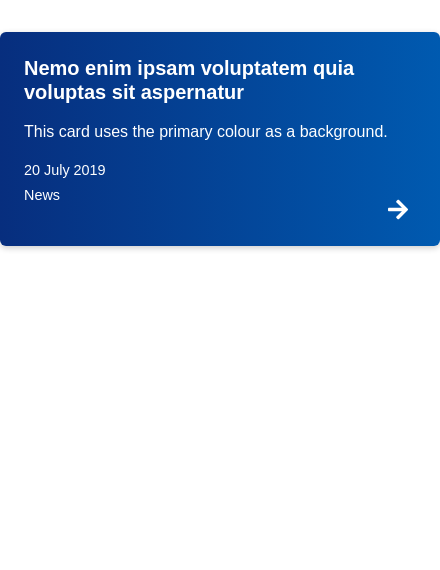 Nemo enim ipsam voluptatem quia
voluptas sit aspernatur
This card uses the primary colour as a background.
20 July 2019
News